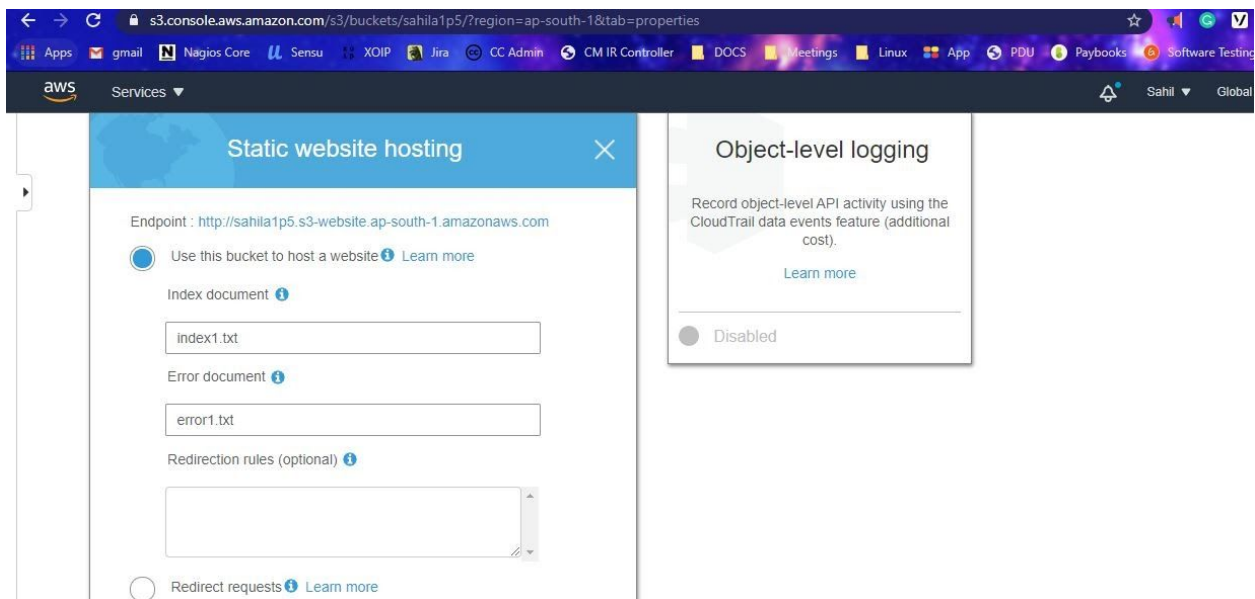 s3.console.aws.amazon.com/s3/buckets/sahila1p5/?region=ap-south-1&tab=properties
Apps gmail N Nagios Core Sensu XOIP Jira cc CC Admin CM IR Controller DOCS Meetings Linux App PDU Paybooks Software Testing
aws Services Sahil Global
Static website hosting
Endpoint : http://sahila1p5.s3-website.ap-south-1.amazonaws.com
Use this bucket to host a website Learn more
Index document
index1.txt
Error document
error1.txt
Redirection rules (optional)
Redirect requests Learn more
Object-level logging
Record object-level API activity using the
CloudTrail data events feature (additional
cost).
Learn more
Disabled